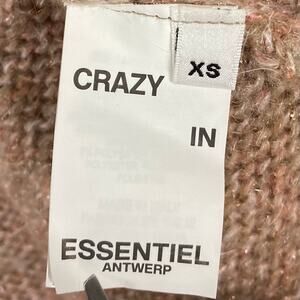 XS
CRAZY
IN
ESSENTIEL
ANTWERP